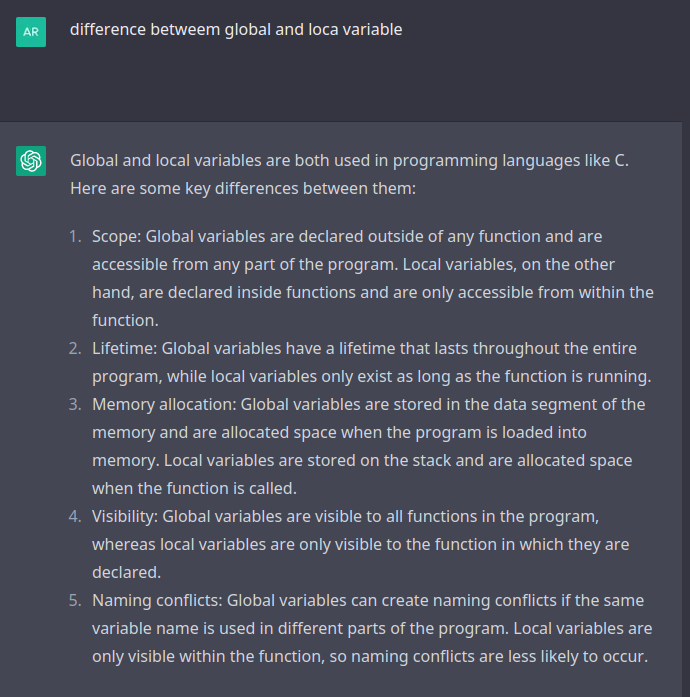 AR
difference betweem global and loca variable
Global and local variables are both used in programming languages like C.
Here are some key differences between them:
1. Scope: Global variables are declared outside of any function and are
accessible from any part of the program. Local variables, on the other
hand, are declared inside functions and are only accessible from within the
function.
2. Lifetime: Global variables have a lifetime that lasts throughout the entire
program, while local variables only exist as long as the function is running.
3. Memory allocation: Global variables are stored in the data segment of the
memory and are allocated space when the program is loaded into
memory. Local variables are stored on the stack and are allocated space
when the function is called.
4. Visibility: Global variables are visible to all functions in the program,
whereas local variables are only visible to the function in which they are
declared.
5. Naming conflicts: Global variables can create naming conflicts if the same
variable name is used in different parts of the program. Local variables are
only visible within the function, so naming conflicts are less likely to occur.